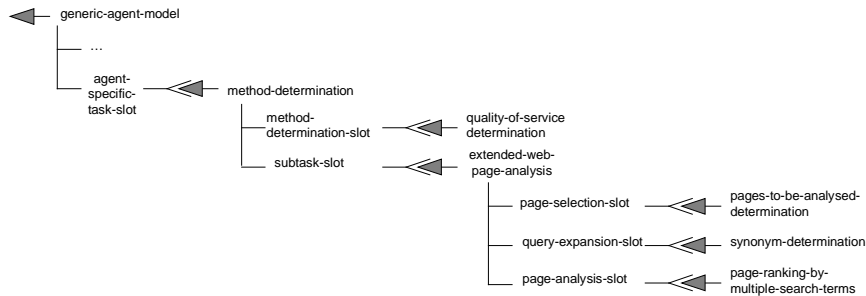 generic-agent-model
...
agent-
specific-
task-slot
method-determination
method-
determination-slot
quality-of-service
determination
subtask-slot
extended-web-
page-analysis
page-selection-slot
pages-to-be-analysed-
determination
query-expansion-slot
synonym-determination
page-analysis-slot
page-ranking-by-
multiple-search-terms